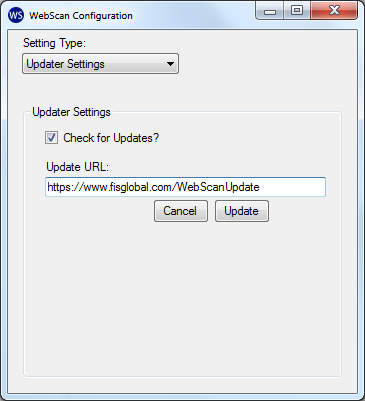 WS WebScan Configuration
Setting Type:
Updater Settings
Updater Settings
Check for Updates?
Update URL:
https://www.fisglobal.com/WebScanUpdate
Cancel Update